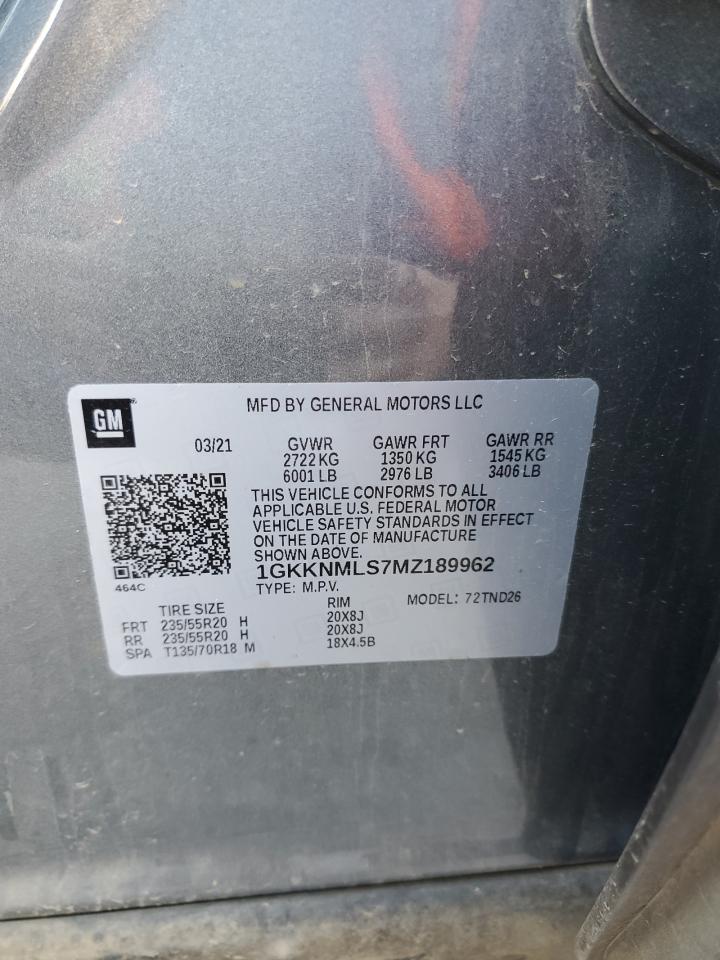 GM
MFD BY GENERAL MOTORS LLC
03/21 GVWR GAWR FRT GAWR RR
2722 KG 1350 KG 1545 KG
6001 LB 2976 LB 3406 LB
THIS VEHICLE CONFORMS TO ALL
APPLICABLE U.S. FEDERAL MOTOR
VEHICLE SAFETY STANDARDS IN EFFECT
ON THE DATE OF MANUFACTURE
SHOWN ABOVE.
1GKKNMLS7MZ189962
464C
TYPE: M.P.V.
TIRE SIZE RIM MODEL: 72TND26
FRT 235/55R20 H 20X8J
RR 235/55R20 H 20X8J
SPA T135/70R18 M 18X4.5B